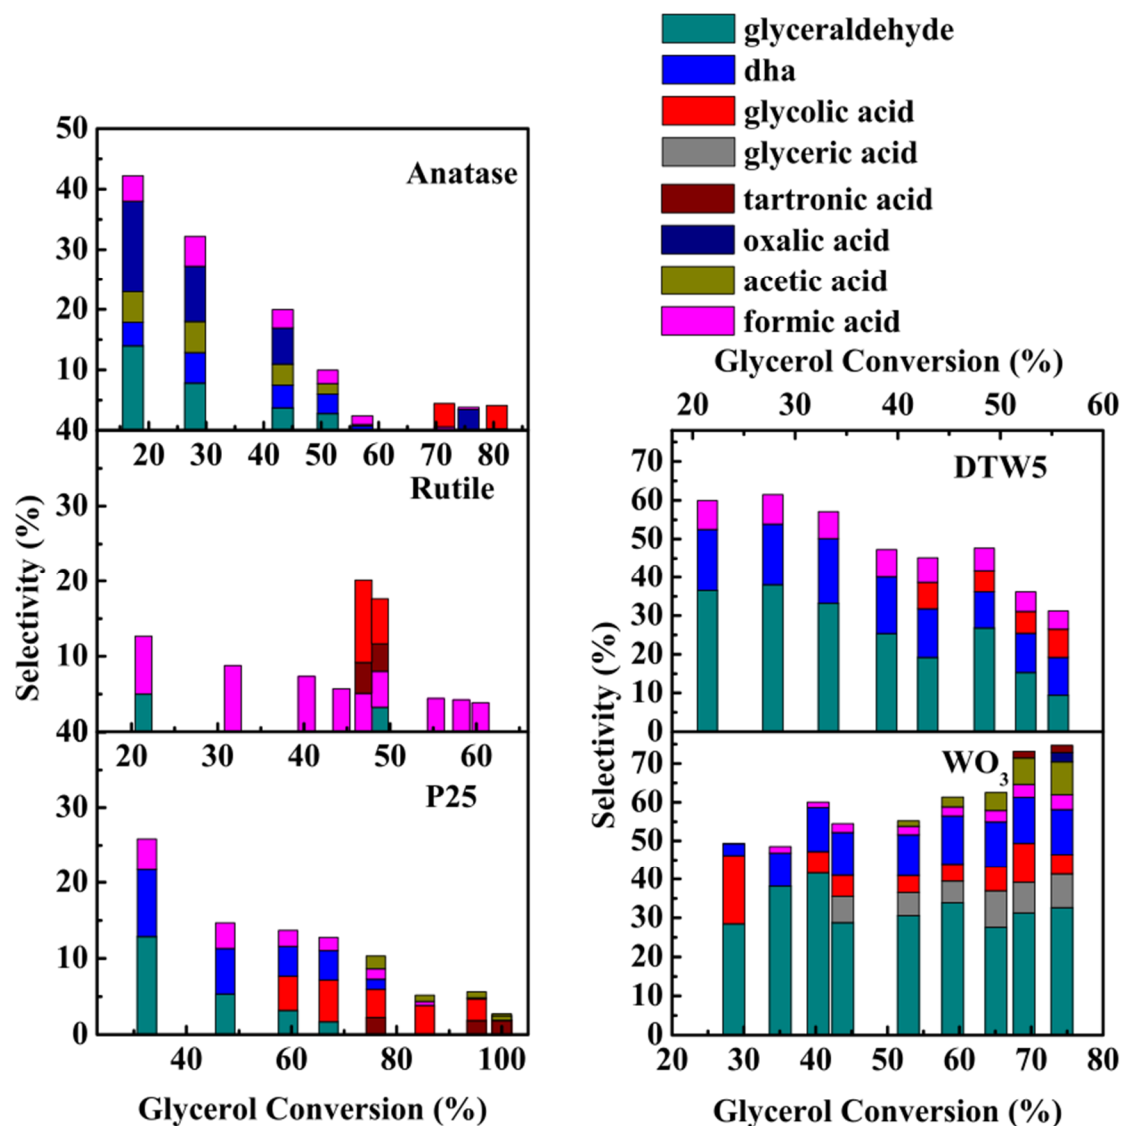 glyceraldehyde
dha
glycolic acid
glyceric acid
tartronic acid
oxalic acid
acetic acid
formic acid
50
40
30
20
10
40
Anatase
20 30 40 50 60 70 80
Rutile
30
20
10
40
20 30 40 50 60
P25
30
20
10
0
40 60 80 100
Selectivity (%)
Glycerol Conversion (%)
Glycerol Conversion (%)
20 30 40 50 60
DTW5
70
60
50
40
30
20
10
0
WO3
70
60
50
40
30
20
10
0
20 30 40 50 60 70 80
Selectivity (%)
Glycerol Conversion (%)